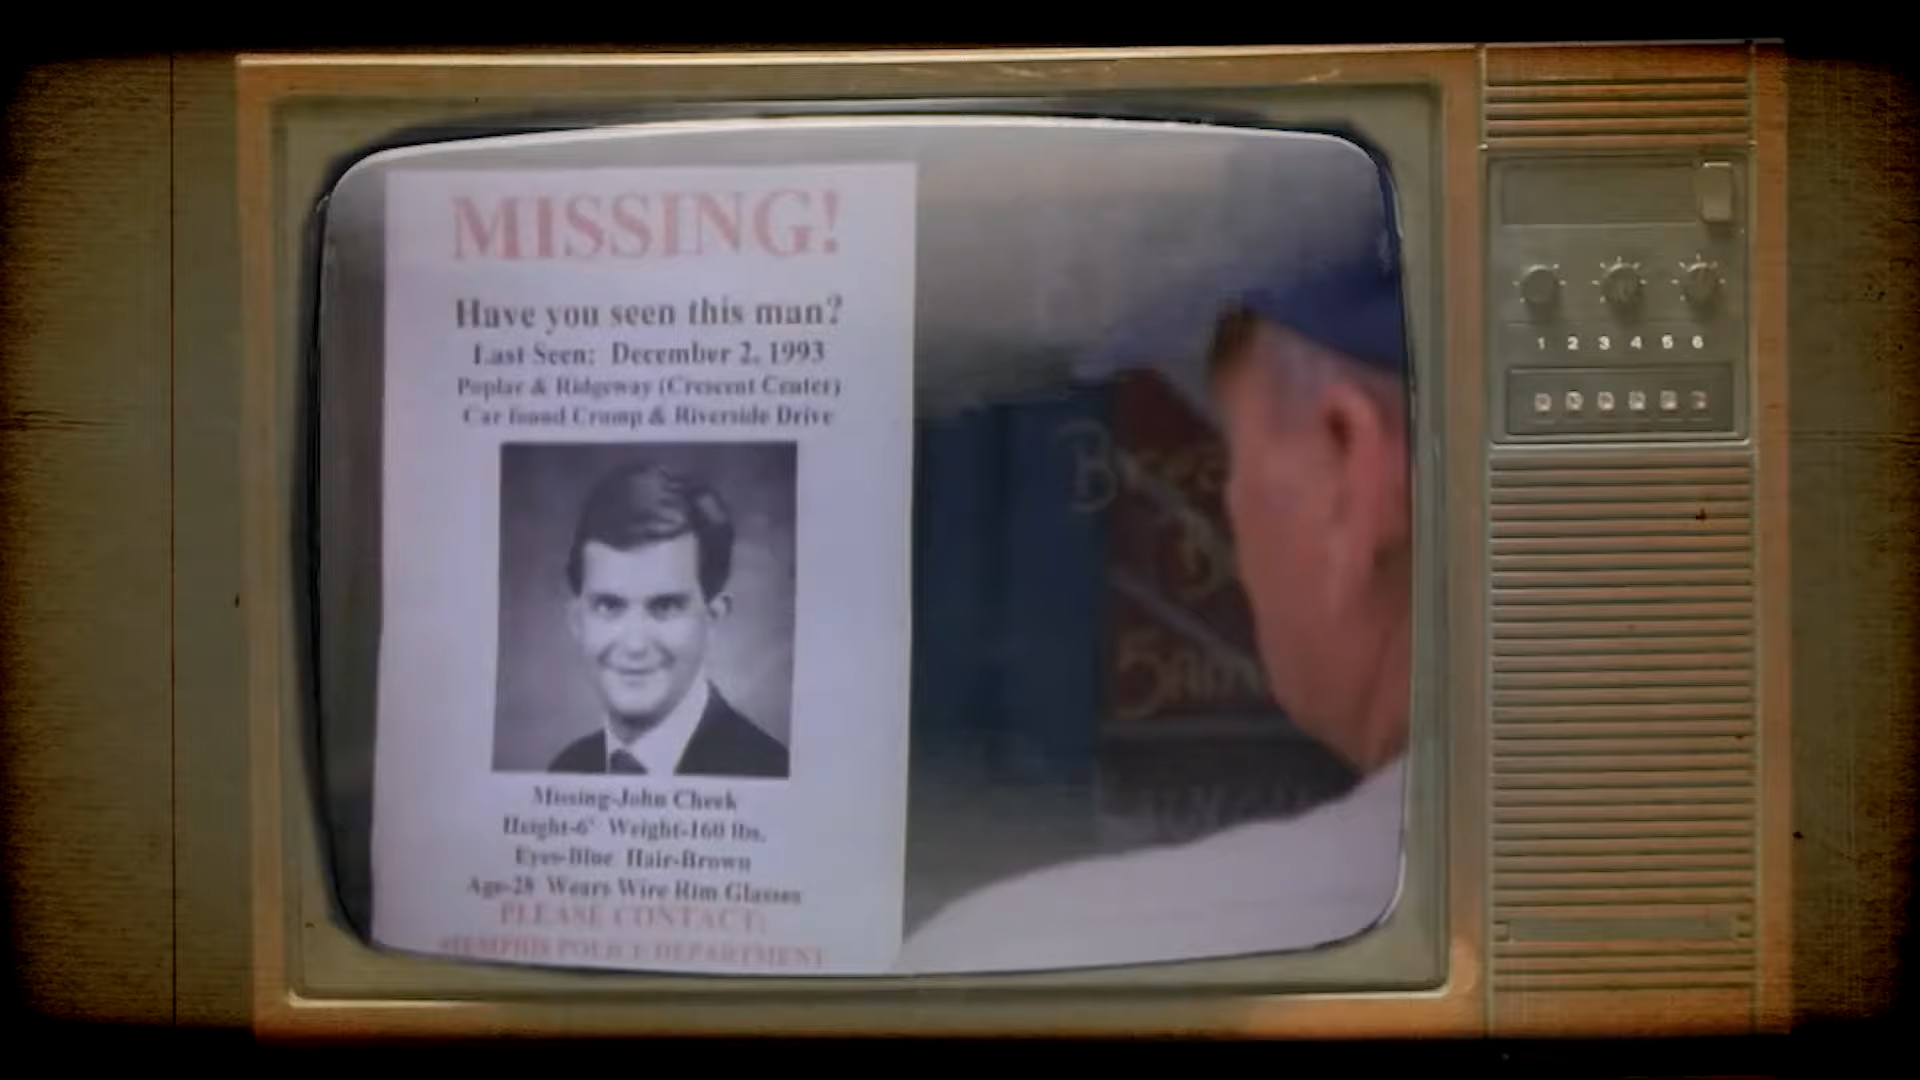 MISSING!
Have you seen this man?
Last Seen: December 2, 1993
Poplar & Ridgeway (Crescent Center)
Car found Crump & Riverside Drive
Missing-John Cheek
Height-6' Weight-160 lbs.
Eyes-Blue Hair-Brown
Age-28 Wears Wire Rim Glasses
PLEASE CONTACT:
MEMPHIS POLICE DEPARTMENT
1 2 3 4 5 6